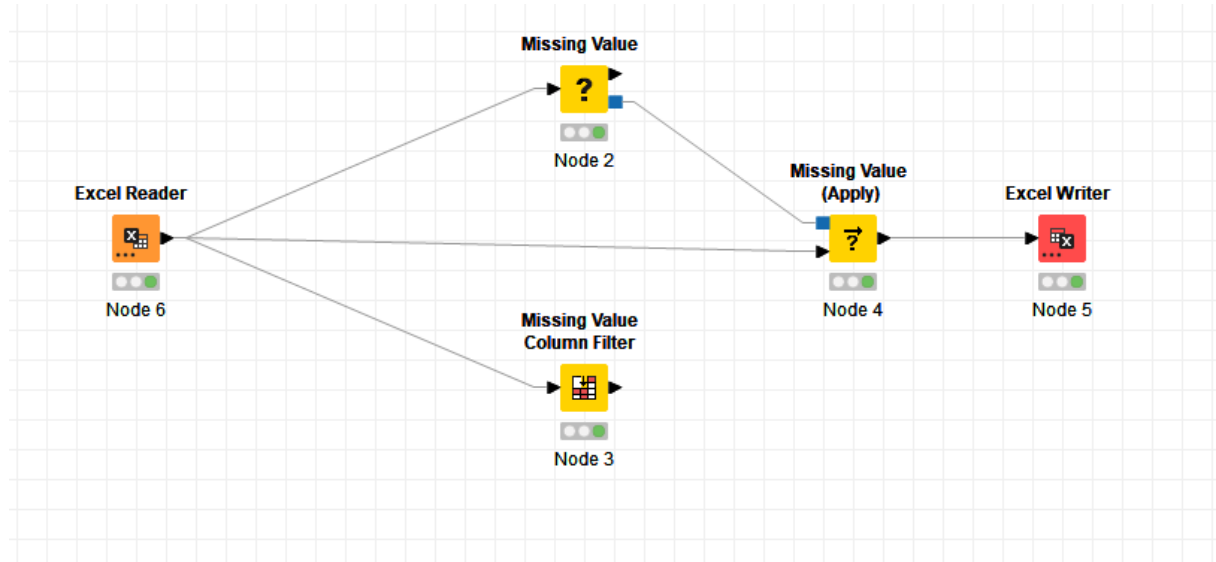 Missing Value
?
Node 2
Excel Reader
X
Node 6
Missing Value
(Apply)
?
Node 4
Excel Writer
X
Node 5
Missing Value
Column Filter
Node 3